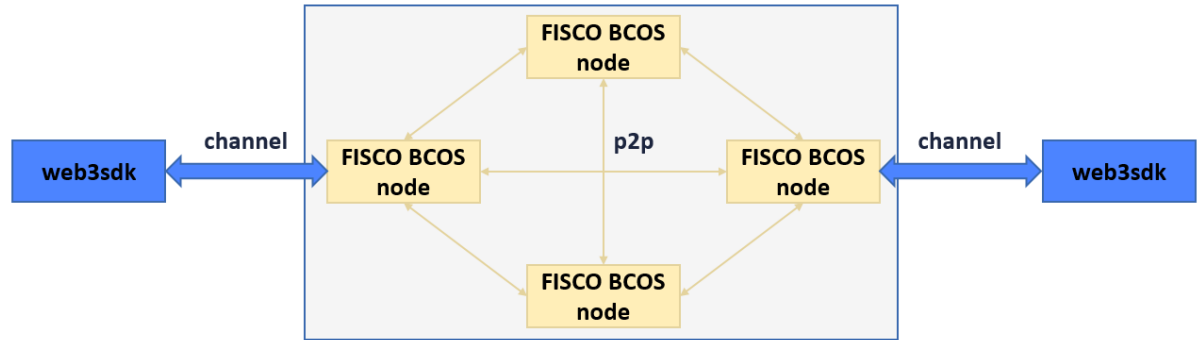 FISCO BCOS
node
channel
p2p
channel
web3sdk
FISCO BCOS
node
FISCO BCOS
node
web3sdk
FISCO BCOS
node